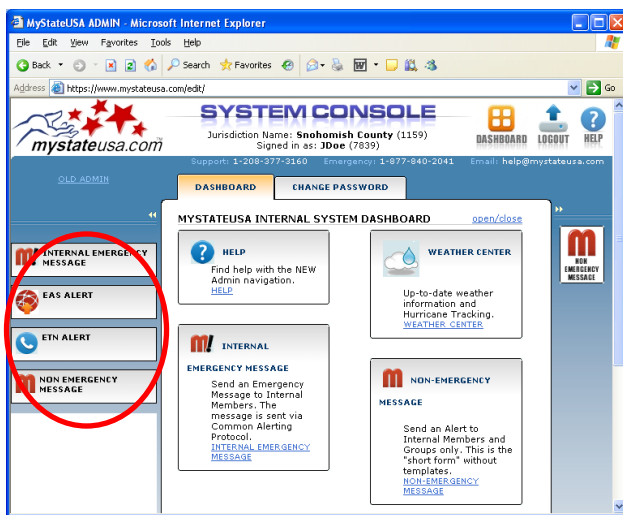 MyStateUSA ADMIN - Microsoft Internet Explorer
File Edit View Favorites Tools Help
Back Search Favorites
Address https://www.mystateusa.com/edit/ Go
mystateusa.com
SYSTEM CONSOLE
Jurisdiction Name: Snohomish County (1159)
Signed in as: JDoe (7839)
DASHBOARD LOGOUT HELP
Support: 1-208-377-3160 Emergency: 1-877-840-2041 Email: help@mystateusa.com
OLD ADMIN
DASHBOARD CHANGE PASSWORD
MYSTATEUSA INTERNAL SYSTEM DASHBOARD open/close
INTERNAL EMERGENCY
MESSAGE
EAS ALERT
ETN ALERT
NON EMERGENCY
MESSAGE
HELP
Find help with the NEW
Admin navigation.
HELP
WEATHER CENTER
Up-to-date weather
information and
Hurricane Tracking.
WEATHER CENTER
INTERNAL
EMERGENCY MESSAGE
Send an Emergency
Message to Internal
Members. The
message is sent via
Common Alerting
Protocol.
INTERNAL EMERGENCY
MESSAGE
NON-EMERGENCY
MESSAGE
Send an Alert to
Internal Members and
Groups only. This is the
"short form" without
templates.
NON-EMERGENCY
MESSAGE
NON
EMERGENCY
MESSAGE